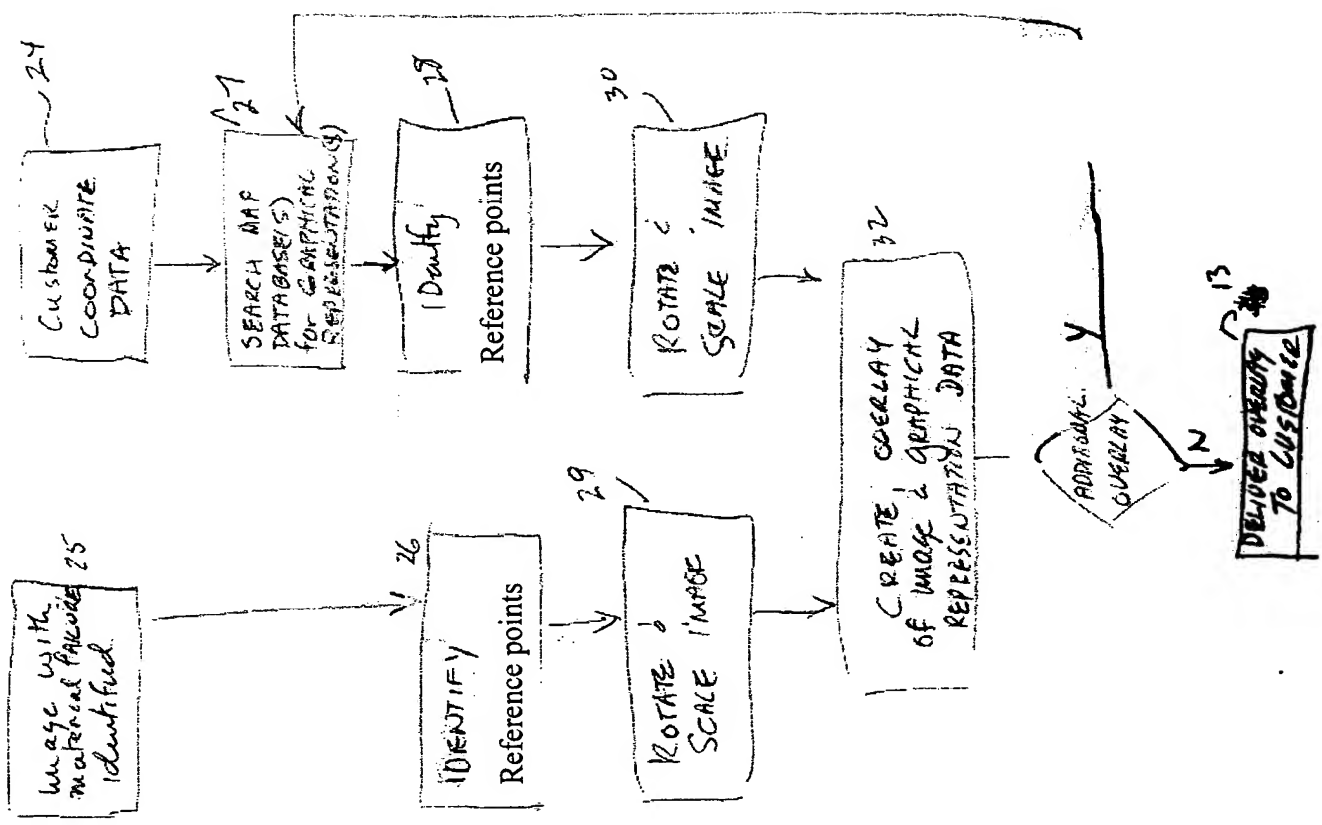 Image with
material FAILURE
identified
25
26
IDENTIFY
Reference points
29
ROTATE &
SCALE IMAGE
CUSTOMER
COORDINATE
DATA
24
SEARCH MAP
DATABASE(S)
for GRAPHICAL
REPRESENTATION(S)
27
IDentify
Reference points
28
ROTATE &
SCALE IMAGE
30
CREATE OVERLAY
of image & GRAPHICAL
REPRESENTATION DATA
32
ADDITIONAL
OVERLAY
Y
N
DELIVER OVERLAY
TO CUSTOMER
13